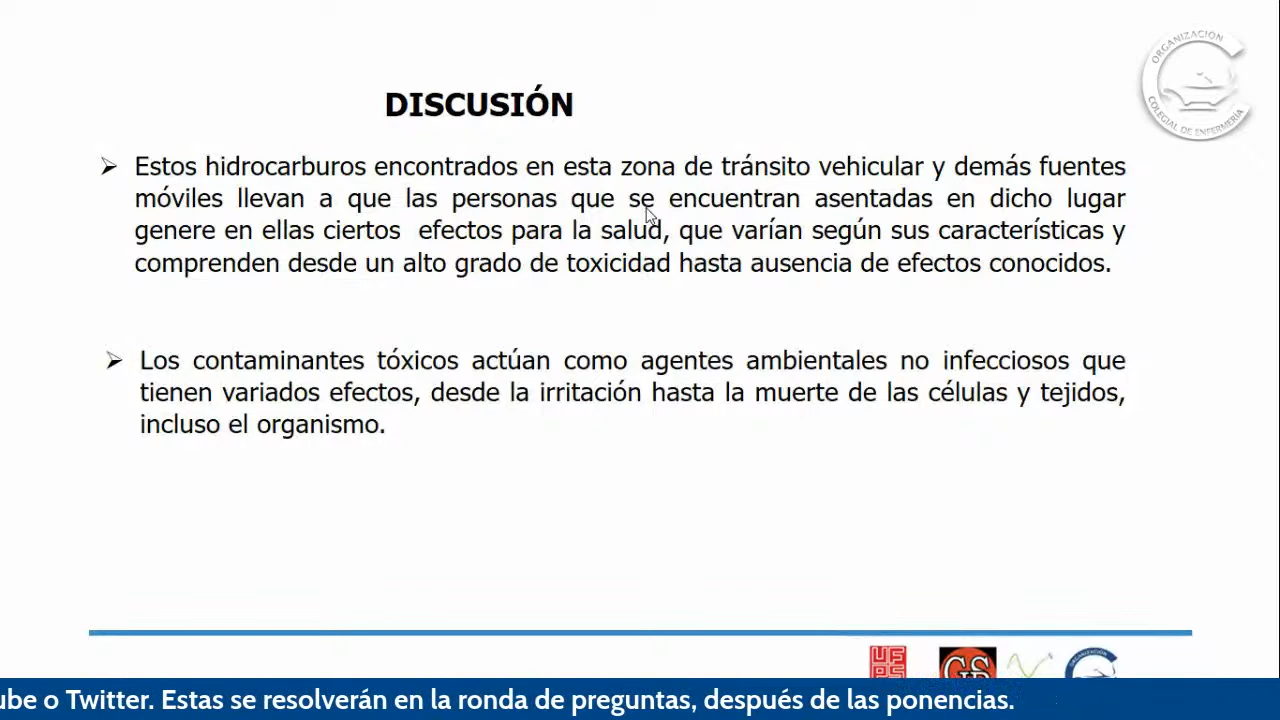 ORGANIZACIÓN
COLEGIAL DE ENFERMERÍA
DISCUSIÓN
➢ Estos hidrocarburos encontrados en esta zona de tránsito vehicular y demás fuentes
móviles llevan a que las personas que se encuentran asentadas en dicho lugar
genere en ellas ciertos efectos para la salud, que varían según sus características y
comprenden desde un alto grado de toxicidad hasta ausencia de efectos conocidos.
➢ Los contaminantes tóxicos actúan como agentes ambientales no infecciosos que
tienen variados efectos, desde la irritación hasta la muerte de las células y tejidos,
incluso el organismo.
ORGANIZACIÓN
ube o Twitter. Estas se resolverán en la ronda de preguntas, después de las ponencias.